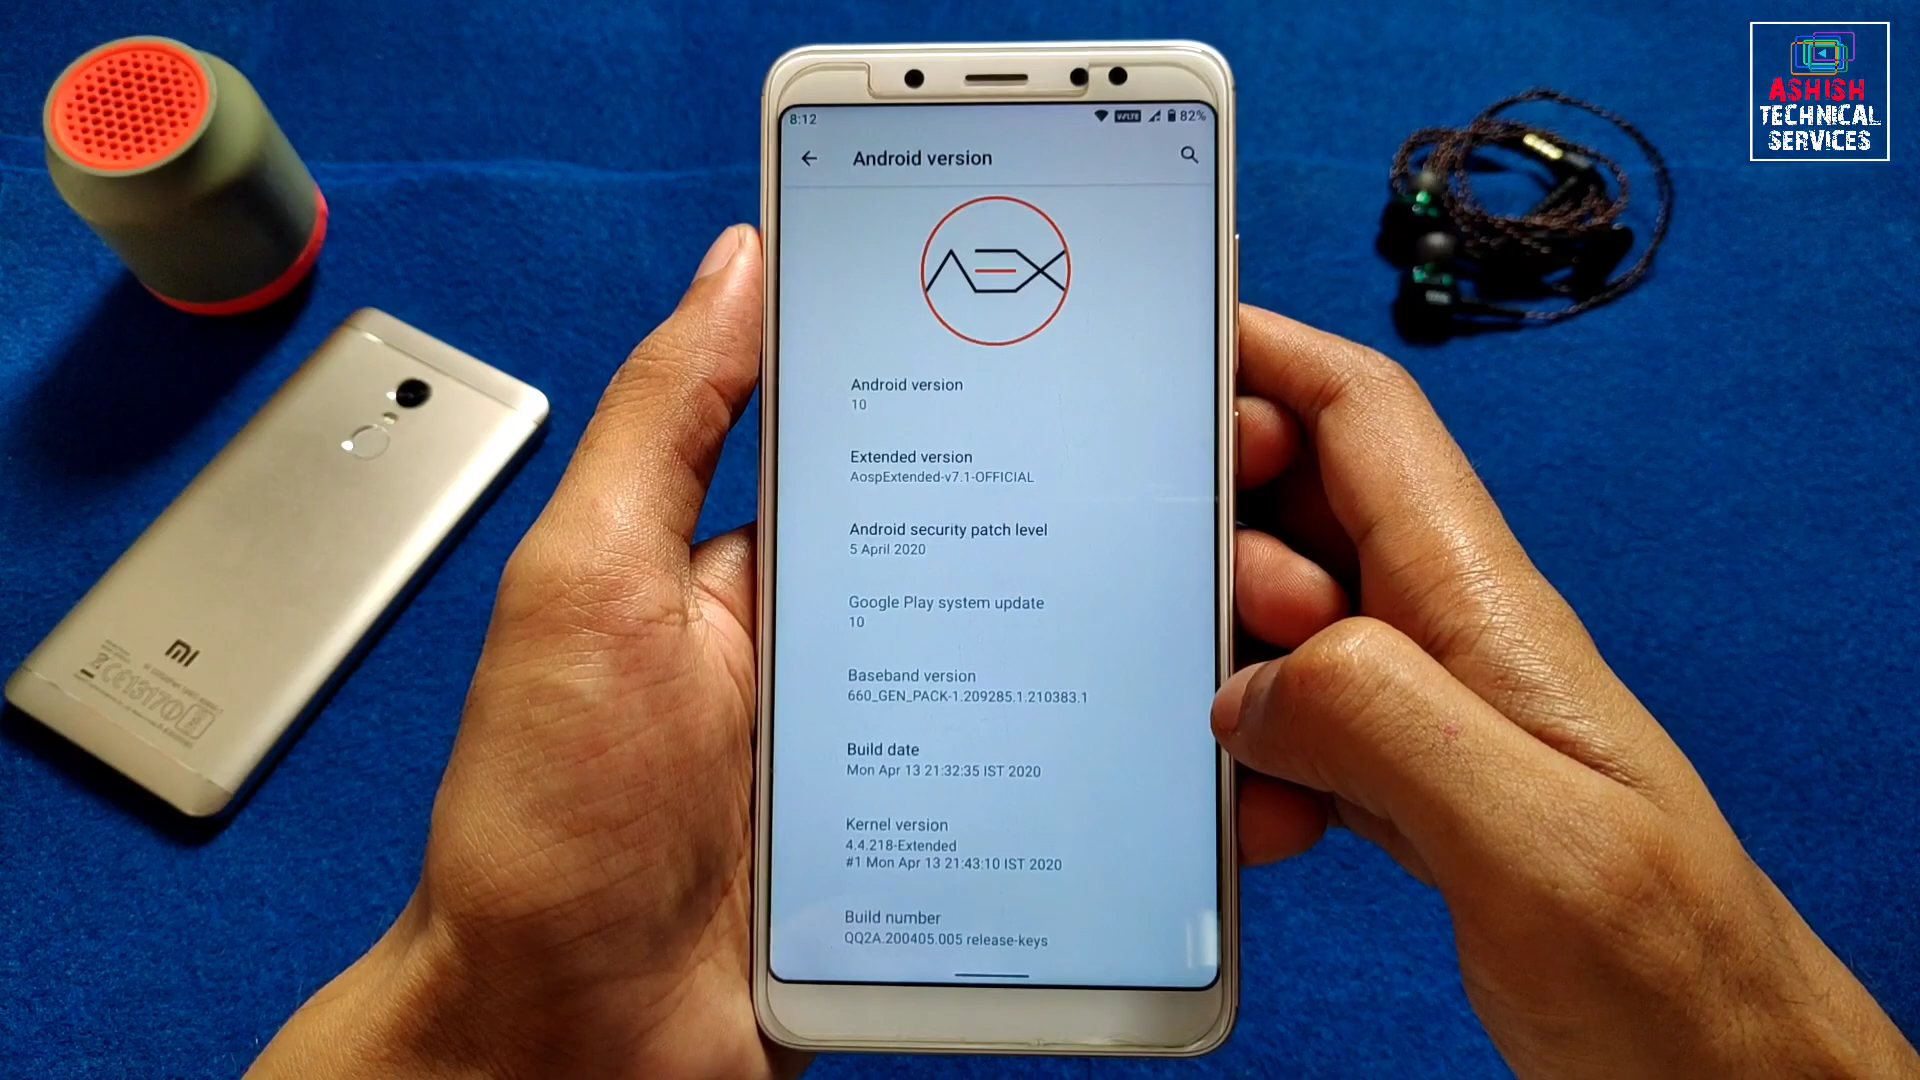 8:12
VoLTE
82%
Android version
AEX
Android version
10
Extended version
AospExtended-v7.1-OFFICIAL
Android security patch level
5 April 2020
Google Play system update
10
Baseband version
660_GEN_PACK-1.209285.1.210383.1
Build date
Mon Apr 13 21:32:35 IST 2020
Kernel version
4.4.218-Extended
#1 Mon Apr 13 21:43:10 IST 2020
Build number
QQ2A.200405.005 release-keys
ASHISH
TECHNICAL
SERVICES
MI